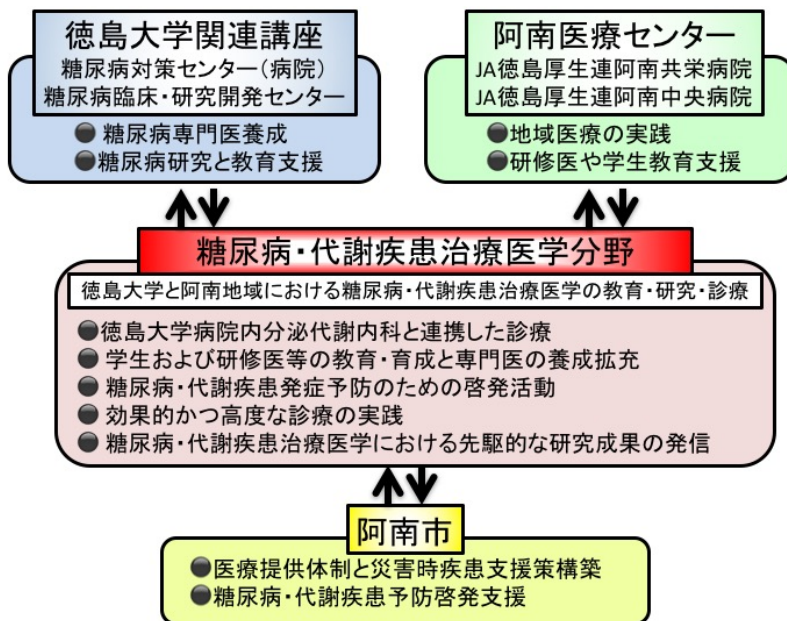 徳島大学関連講座
糖尿病対策センター(病院)
糖尿病臨床・研究開発センター
●糖尿病専門医養成
●糖尿病研究と教育支援
阿南医療センター
JA徳島厚生連阿南共栄病院
JA徳島厚生連阿南中央病院
●地域医療の実践
●研修医や学生教育支援
糖尿病・代謝疾患治療医学分野
徳島大学と阿南地域における糖尿病・代謝疾患治療医学の教育・研究・診療
●徳島大学病院内分泌代謝内科と連携した診療
●学生および研修医等の教育・育成と専門医の養成拡充
●糖尿病・代謝疾患発症予防のための啓発活動
●効果的かつ高度な診療の実践
●糖尿病・代謝疾患治療医学における先駆的な研究成果の発信
阿南市
●医療提供体制と災害時疾患支援策構築
●糖尿病・代謝疾患予防啓発支援